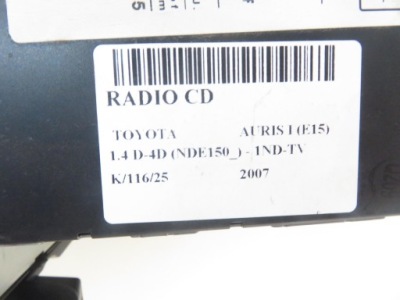 RADIO CD
TOYOTA AURIS I (E15)
1.4 D-4D (NDE150_) - 1ND-TV
K/116/25 2007